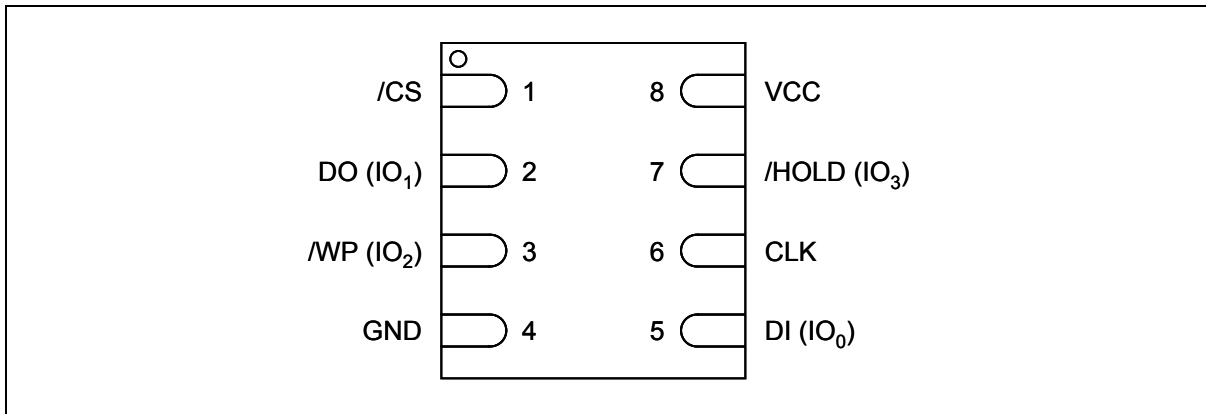 /CS 1 8 VCC
DO (IO₁) 2 7 /HOLD (IO₃)
/WP (IO₂) 3 6 CLK
GND 4 5 DI (IO₀)